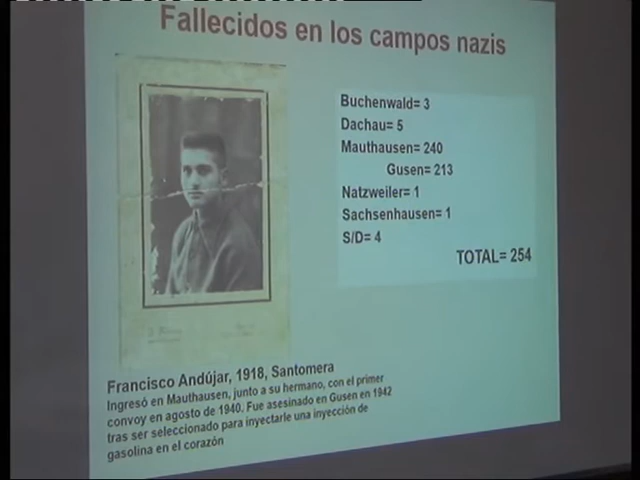 Fallecidos en los campos nazis
Buchenwald= 3
Dachau= 5
Mauthausen= 240
Gusen= 213
Natzweiler= 1
Sachsenhausen= 1
S/D= 4
TOTAL= 254
Francisco Andújar, 1918, Santomera
Ingresó en Mauthausen, junto a su hermano, con el primer
convoy en agosto de 1940. Fue asesinado en Gusen en 1942
tras ser seleccionado para inyectarle una inyección de
gasolina en el corazón